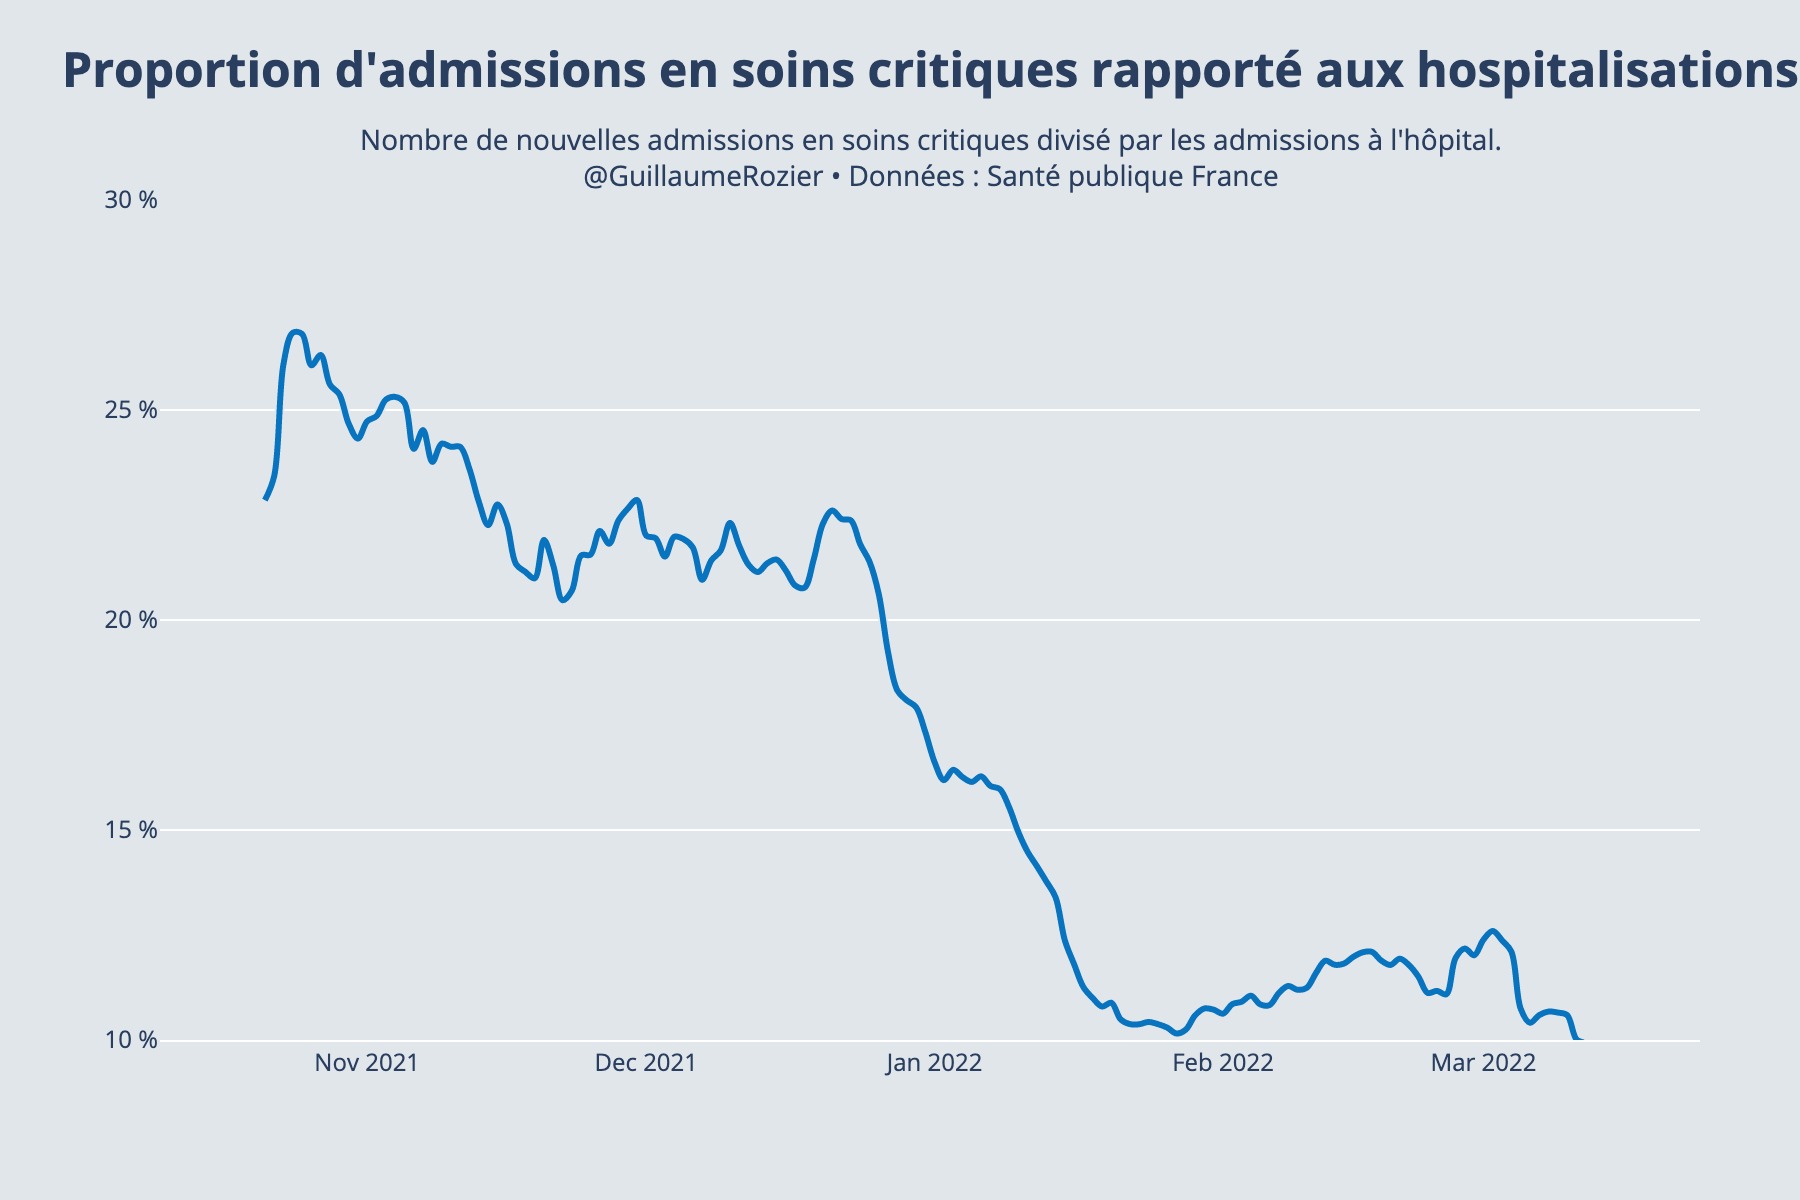 Proportion d'admissions en soins critiques rapporté aux hospitalisations
Nombre de nouvelles admissions en soins critiques divisé par les admissions à l'hôpital.
@GuillaumeRozier • Données : Santé publique France
30 %
25 %
20 %
15 %
10 %
Nov 2021
Dec 2021
Jan 2022
Feb 2022
Mar 2022